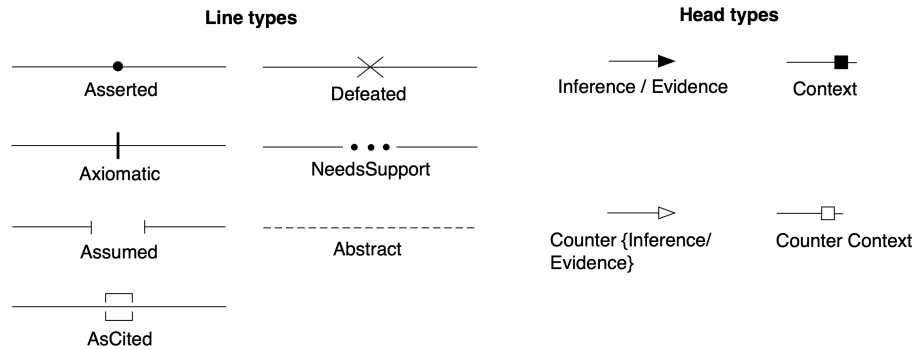 Line types
Head types
Asserted
Defeated
Inference / Evidence
Context
Axiomatic
NeedsSupport
Assumed
Abstract
Counter {Inference/
Evidence}
Counter Context
AsCited